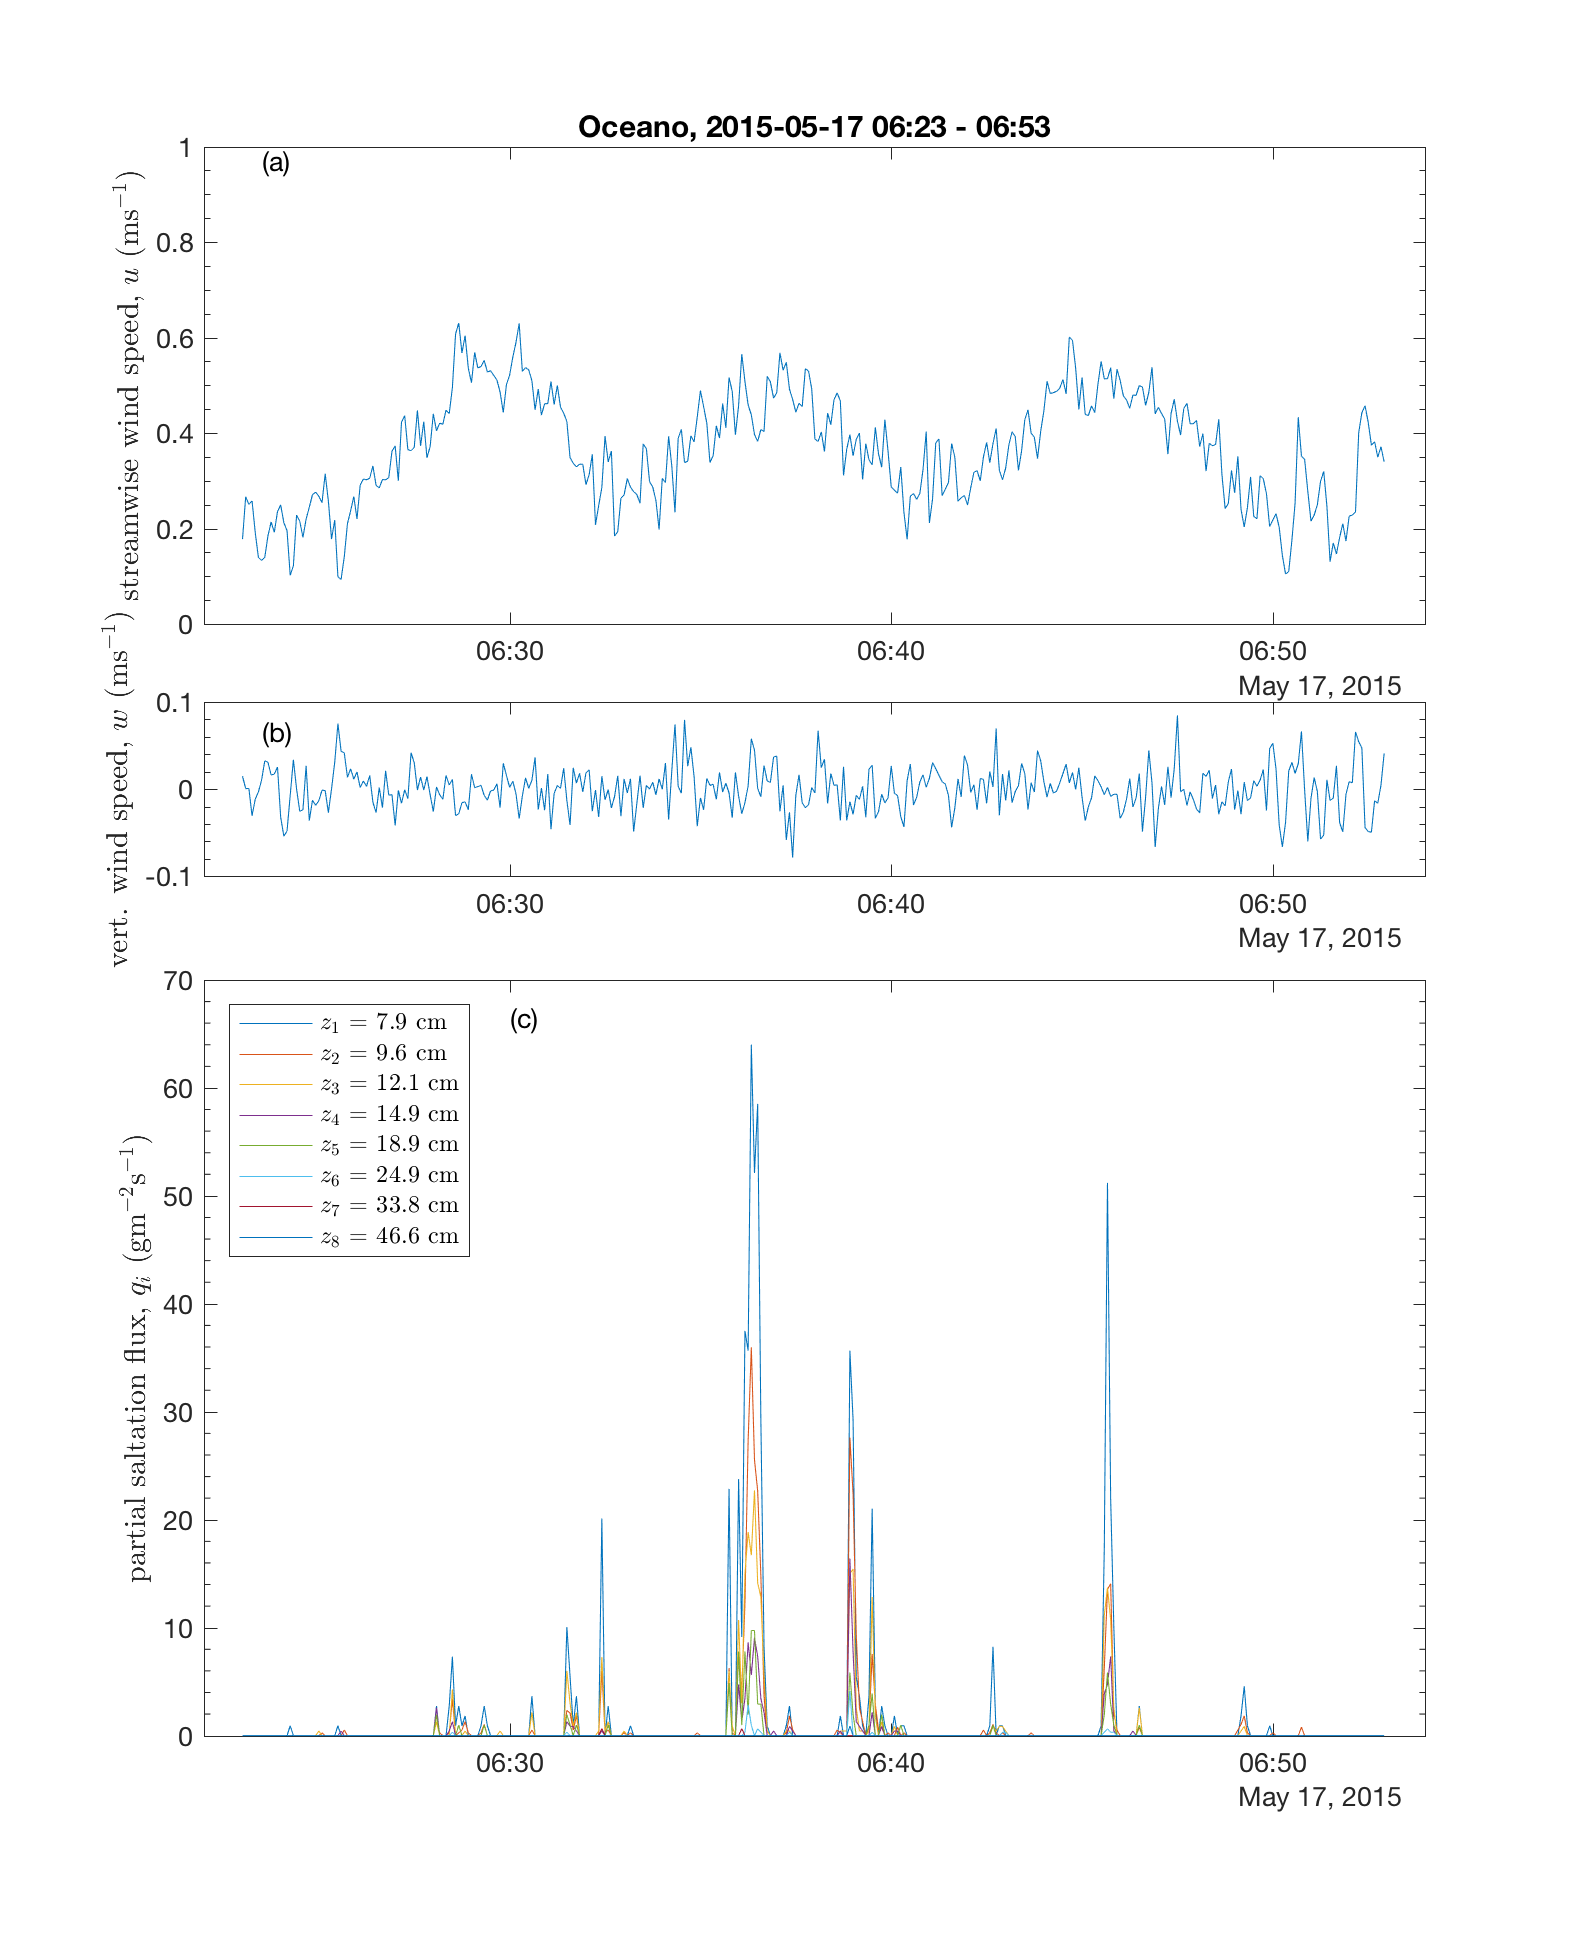 Oceano, 2015-05-17 06:23 - 06:53
(a)
streamwise wind speed, u (ms⁻¹)
1
0.8
0.6
0.4
0.2
0
06:30 06:40 06:50
May 17, 2015
(b)
vert. wind speed, w (ms⁻¹)
0.1
0
-0.1
06:30 06:40 06:50
May 17, 2015
(c)
partial saltation flux, qᵢ (gm⁻²s⁻¹)
70
60
50
40
30
20
10
0
z₁ = 7.9 cm
z₂ = 9.6 cm
z₃ = 12.1 cm
z₄ = 14.9 cm
z₅ = 18.9 cm
z₆ = 24.9 cm
z₇ = 33.8 cm
z₈ = 46.6 cm
06:30 06:40 06:50
May 17, 2015